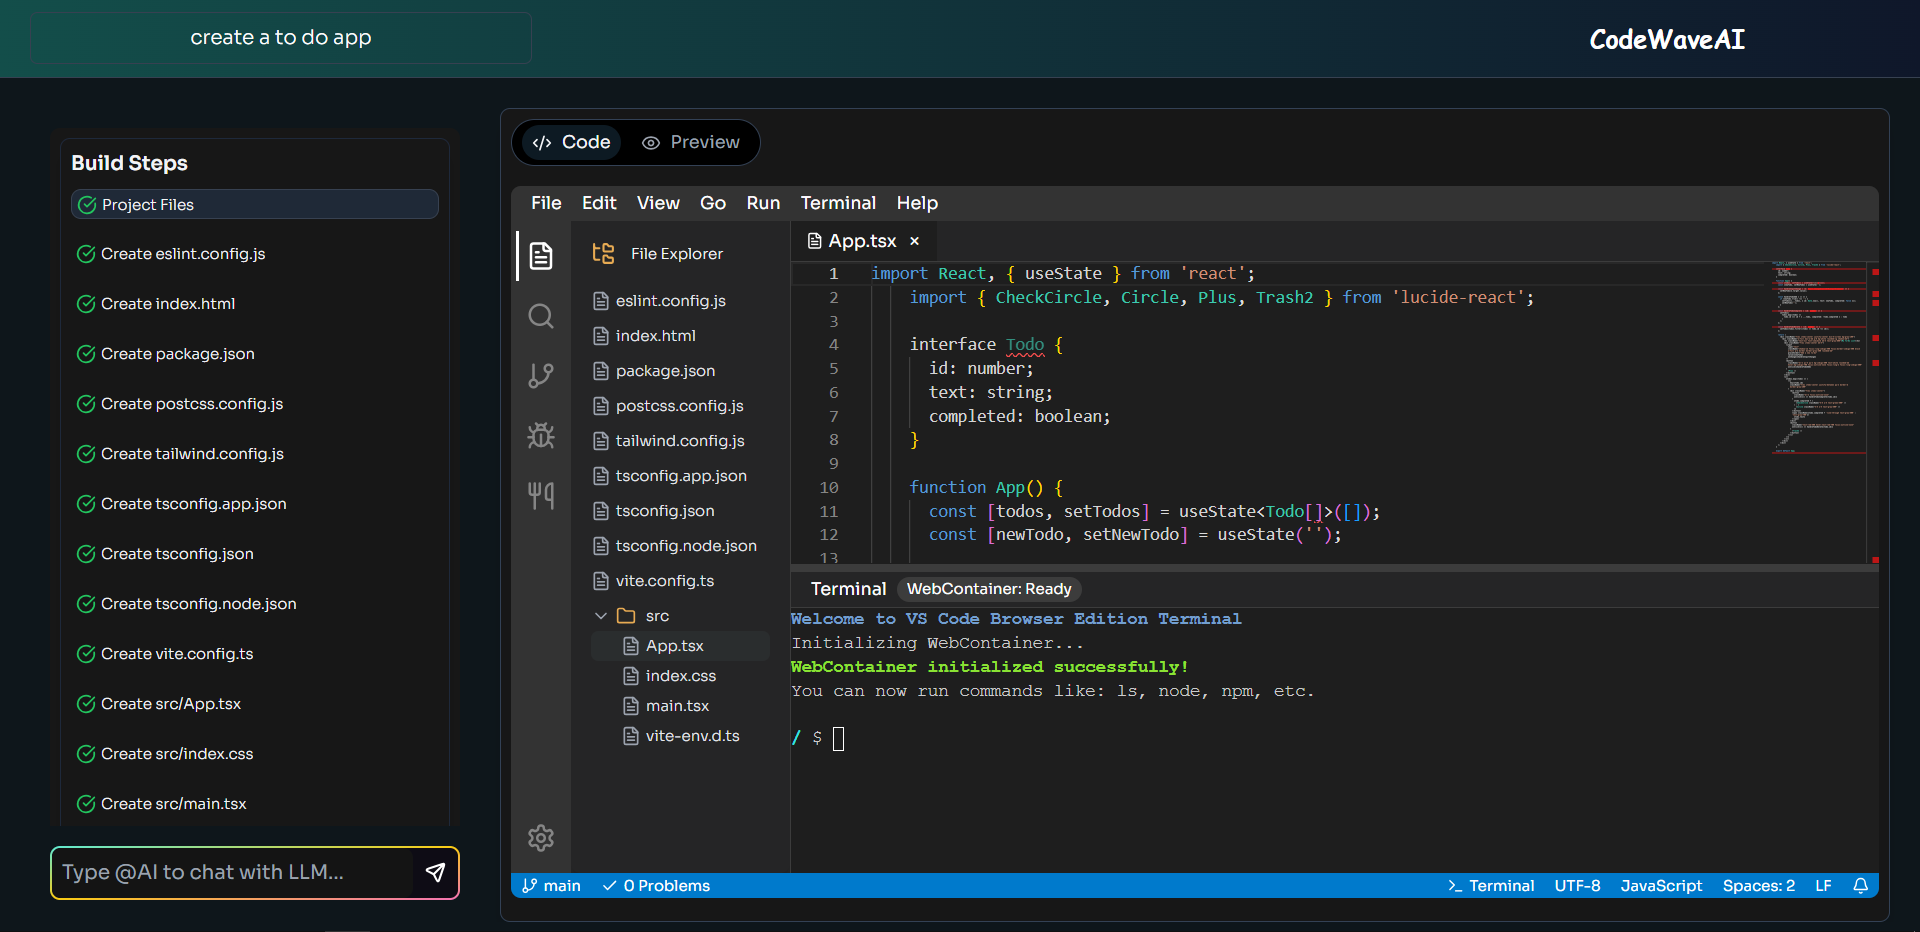 create a to do app
CodeWaveAI
Build Steps
Project Files
Create eslint.config.js
Create index.html
Create package.json
Create postcss.config.js
Create tailwind.config.js
Create tsconfig.app.json
Create tsconfig.json
Create tsconfig.node.json
Create vite.config.ts
Create src/App.tsx
Create src/index.css
Create src/main.tsx
Type @AI to chat with LLM...
Code Preview
File Edit View Go Run Terminal Help
File Explorer
eslint.config.js
index.html
package.json
postcss.config.js
tailwind.config.js
tsconfig.app.json
tsconfig.json
tsconfig.node.json
vite.config.ts
src
App.tsx
index.css
main.tsx
vite-env.d.ts
App.tsx ×
1 import React, { useState } from 'react';
2 import { CheckCircle, Circle, Plus, Trash2 } from 'lucide-react';
3
4 interface Todo {
5 id: number;
6 text: string;
7 completed: boolean;
8 }
9
10 function App() {
11 const [todos, setTodos] = useState<Todo[]>([]);
12 const [newTodo, setNewTodo] = useState('');
13
Terminal WebContainer: Ready
Welcome to VS Code Browser Edition Terminal
Initializing WebContainer...
WebContainer initialized successfully!
You can now run commands like: ls, node, npm, etc.
/ $
main 0 Problems
Terminal UTF-8 JavaScript Spaces: 2 LF